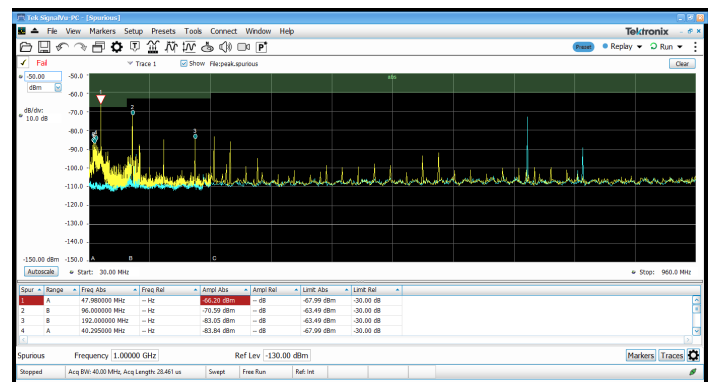 Tek SignalVu-PC - [Spurious]
File View Markers Setup Presets Tools Connect Window Help
Tektronix
Preset Replay Run
Fail
Trace 1
Show File:peak.spurious
Clear
-50.00
dBm
dB/div:
10.0 dB
-150.00 dBm
Autoscale
-50.0
-60.0
-70.0
-80.0
-90.0
-100.0
-110.0
-120.0
-130.0
-140.0
-150.0
abs
1
2
3
A B C
Start: 30.00 MHz
Stop: 960.0 MHz
Spur Range Freq Abs Freq Rel Ampl Abs Ampl Rel Limit Abs Limit Rel
1 A 47.980000 MHz -- Hz -66.20 dBm -- dB -67.99 dBm -30.00 dB
2 B 96.000000 MHz -- Hz -70.59 dBm -- dB -63.49 dBm -30.00 dB
3 B 192.000000 MHz -- Hz -83.05 dBm -- dB -63.49 dBm -30.00 dB
4 A 40.295000 MHz -- Hz -83.84 dBm -- dB -67.99 dBm -30.00 dB
Spurious
Frequency 1.00000 GHz
Ref Lev -130.00 dBm
Markers Traces
Stopped
Acq BW: 40.00 MHz, Acq Length: 28.461 us
Swept
Free Run
Ref: Int